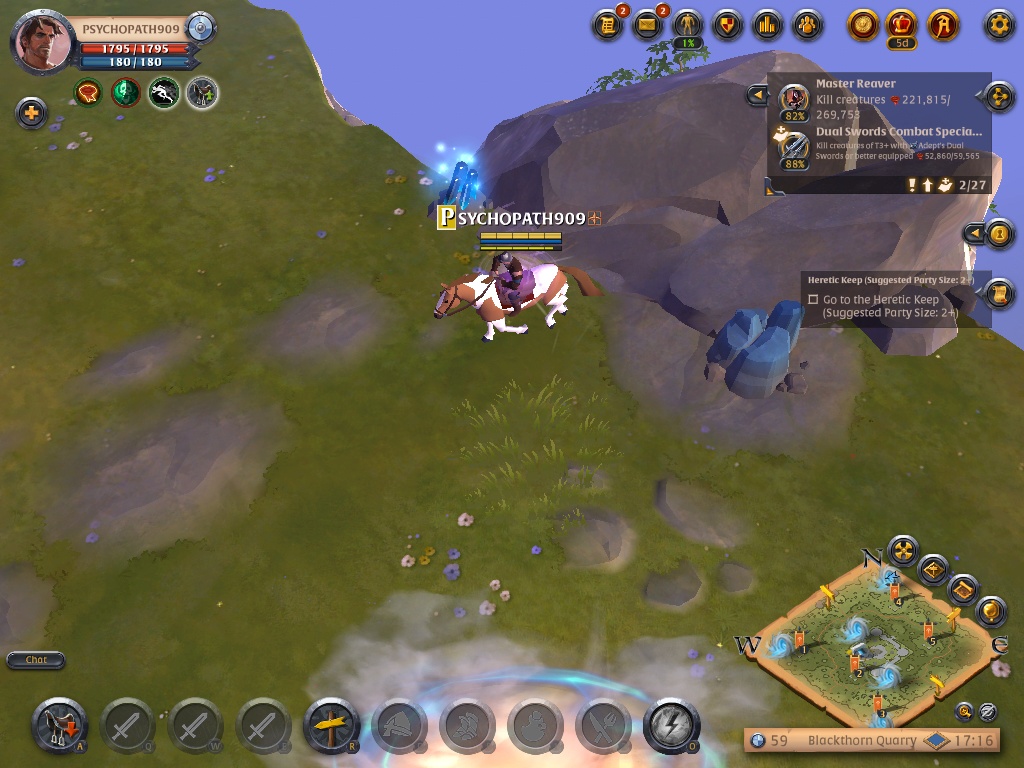 PSYCHOPATH909
1795 / 1795
180 / 180
2
2
1%
5d
Master Reaver
Kill creatures 221,815/
269,753
82%
Dual Swords Combat Specia...
Kill creatures of T3+ with Adept's Dual
Swords or better equipped 52,860/59,565
88%
2/27
PSYCHOPATH909
Heretic Keep (Suggested Party Size: 2+)
Go to the Heretic Keep
(Suggested Party Size: 2+)
N
W
E
4
1
5
2
3
Chat
A
Q
W
E
R
O
59
Blackthorn Quarry
17:16